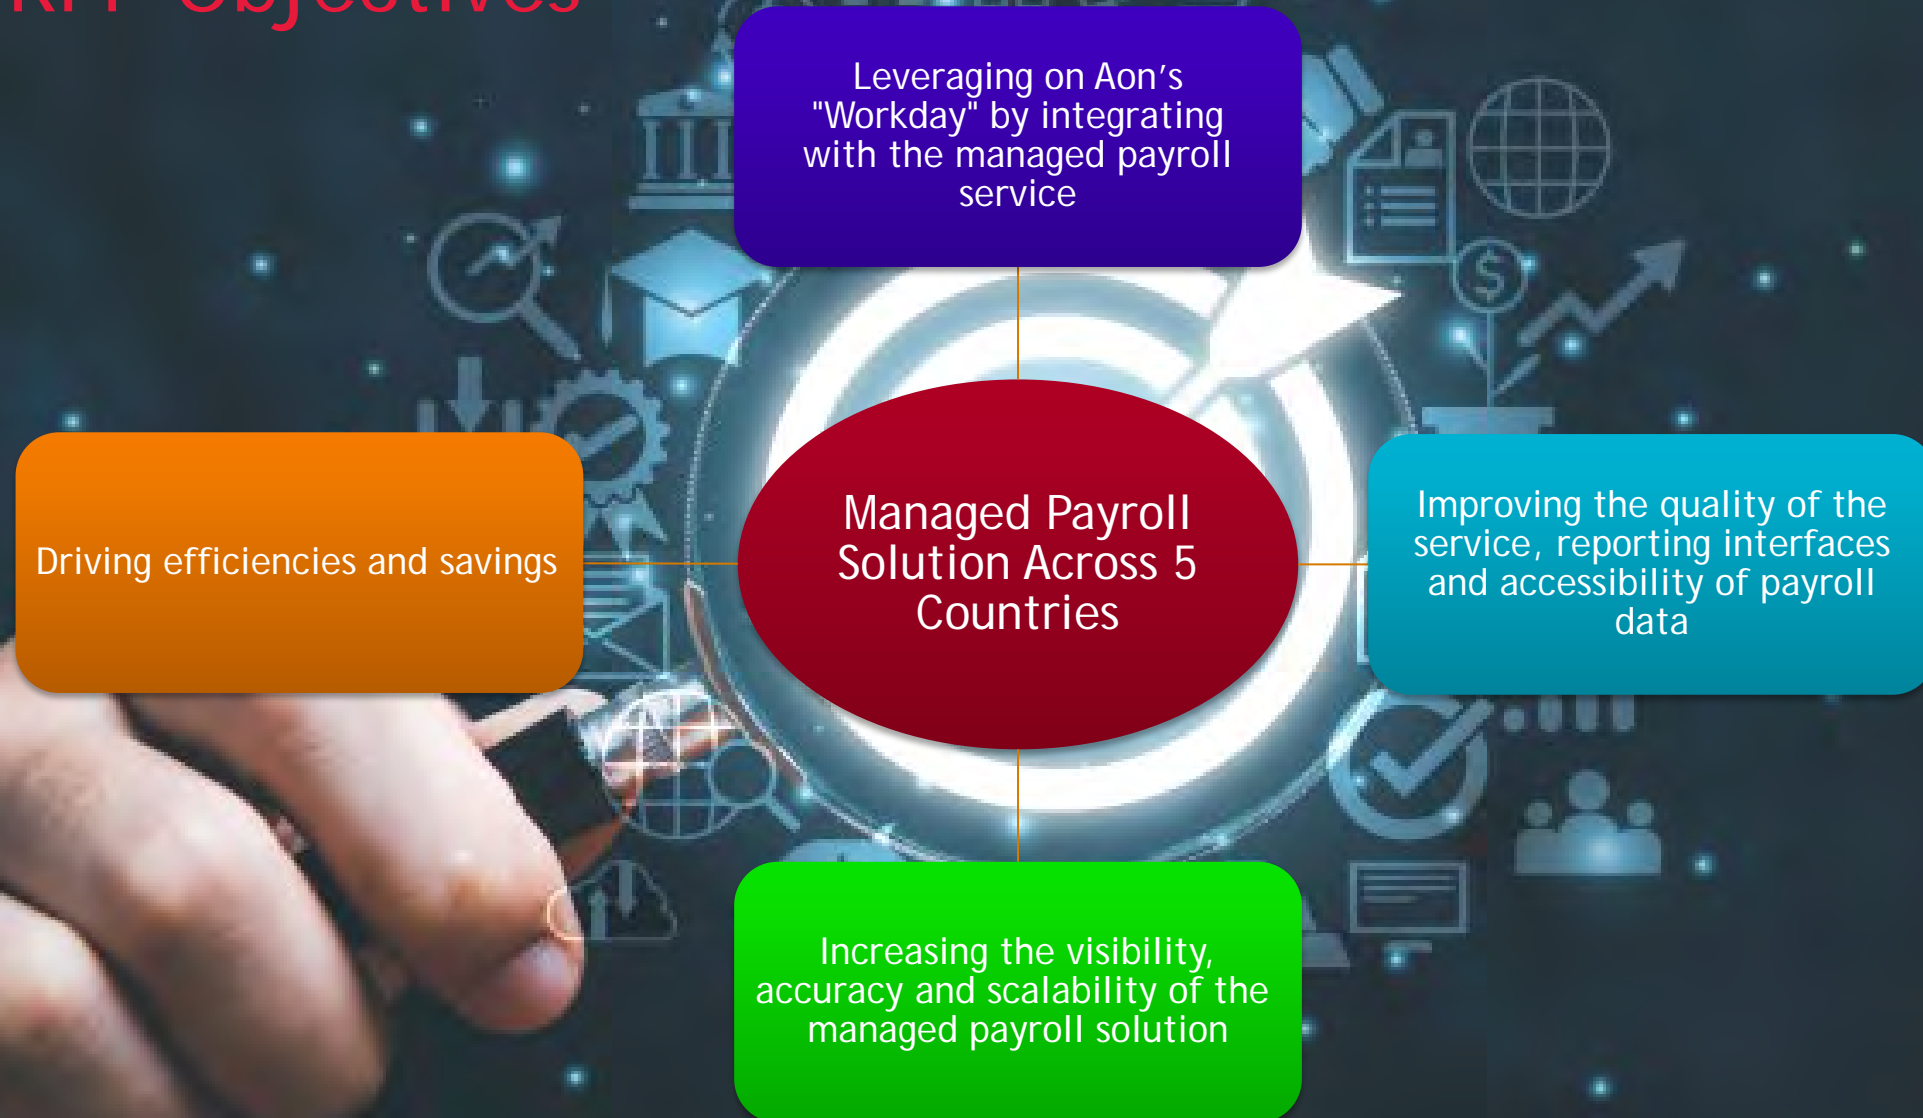 RFP Objectives
Leveraging on Aon's
"Workday" by integrating
with the managed payroll
service
Driving efficiencies and savings
Managed Payroll
Solution Across 5
Countries
Improving the quality of the
service, reporting interfaces
and accessibility of payroll
data
Increasing the visibility,
accuracy and scalability of the
managed payroll solution